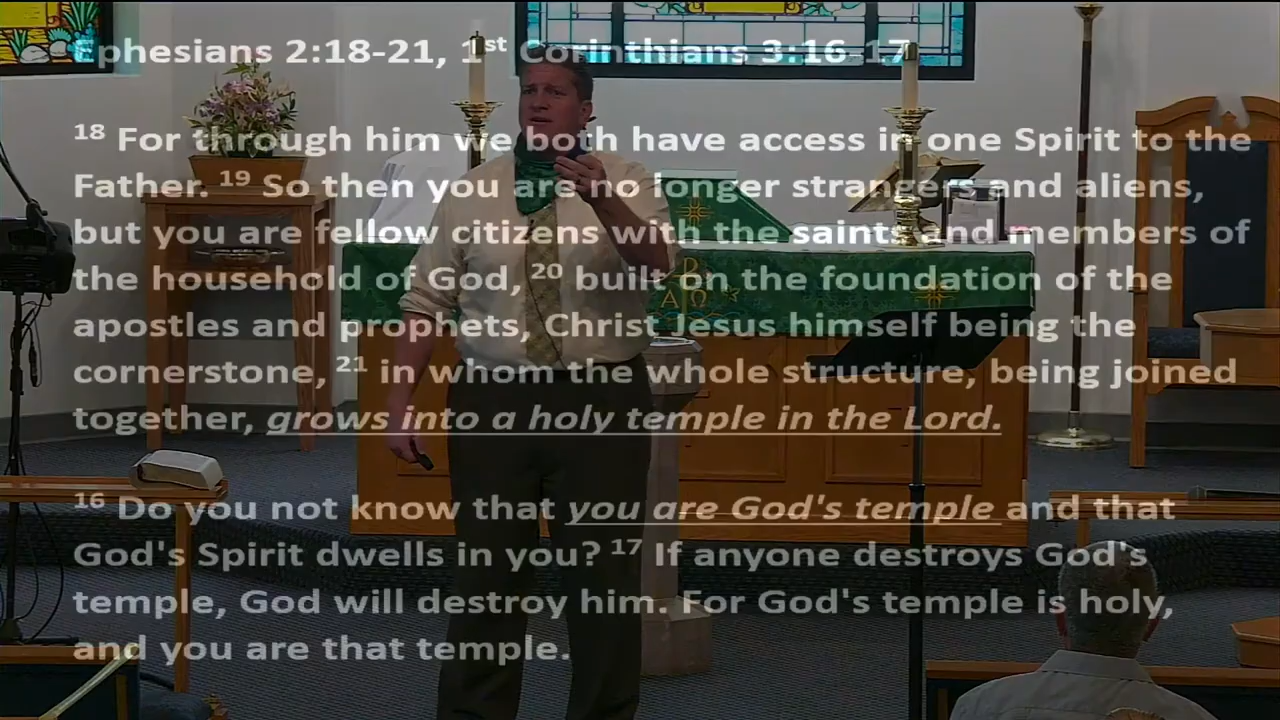 Ephesians 2:18-21, 1st Corinthians 3:16-17
18 For through him we both have access in one Spirit to the
Father. 19 So then you are no longer strangers and aliens,
but you are fellow citizens with the saints and members of
the household of God, 20 built on the foundation of the
apostles and prophets, Christ Jesus himself being the
cornerstone, 21 in whom the whole structure, being joined
together, grows into a holy temple in the Lord.
16 Do you not know that you are God's temple and that
God's Spirit dwells in you? 17 If anyone destroys God's
temple, God will destroy him. For God's temple is holy,
and you are that temple.
ΑΩ